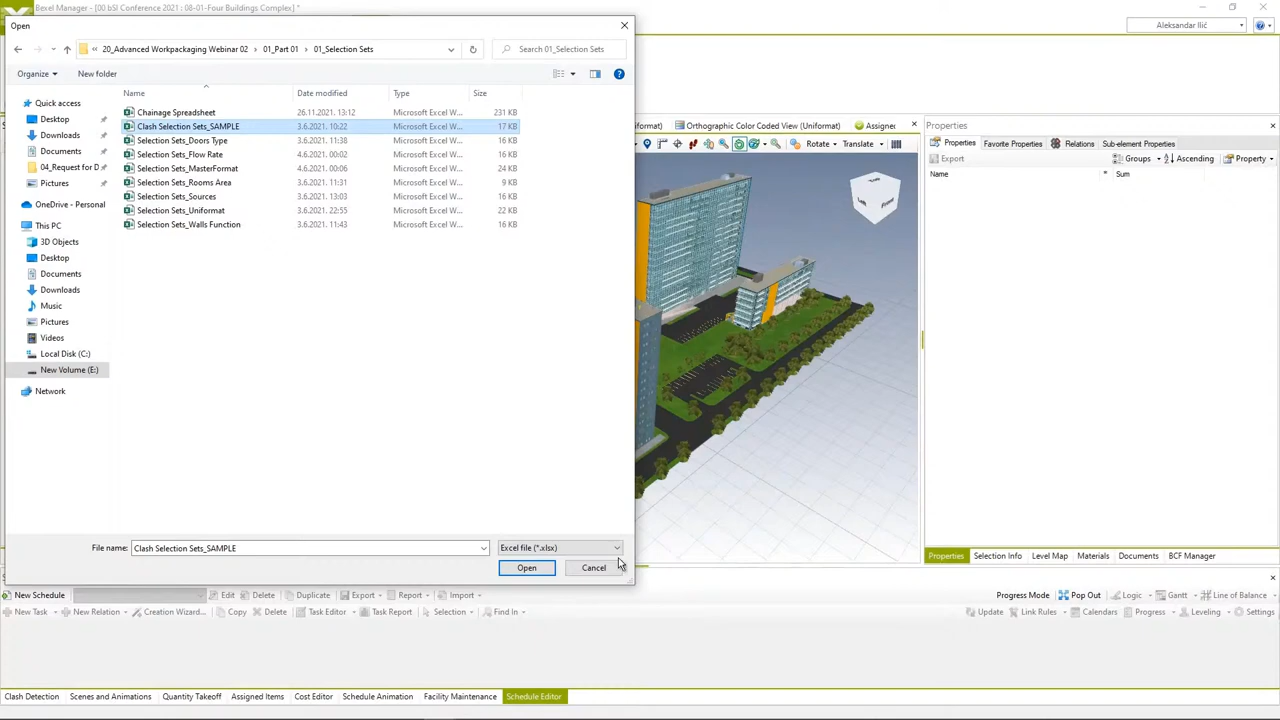 Bexel Manager - [00 bSI Conference 2021 : 08-01-Four Buildings Complex] *
Open
Aleksandar Ilić
« 20_Advanced Workpackaging Webinar 02 › 01_Part 01 › 01_Selection Sets
Search 01_Selection Sets
Organize
New folder
Name Date modified Type Size
Quick access
Desktop
Downloads
Documents
04_Request for D
Pictures
OneDrive - Personal
This PC
3D Objects
Desktop
Documents
Downloads
Music
Pictures
Videos
Local Disk (C:)
New Volume (E:)
Network
Chainage Spreadsheet 26.11.2021. 13:12 Microsoft Excel W... 231 KB
Clash Selection Sets_SAMPLE 3.6.2021. 10:22 Microsoft Excel W... 17 KB
Selection Sets_Doors Type 3.6.2021. 11:38 Microsoft Excel W... 16 KB
Selection Sets_Flow Rate 4.6.2021. 00:02 Microsoft Excel W... 16 KB
Selection Sets_MasterFormat 4.6.2021. 00:06 Microsoft Excel W... 24 KB
Selection Sets_Rooms Area 3.6.2021. 11:31 Microsoft Excel W... 9 KB
Selection Sets_Sources 3.6.2021. 13:03 Microsoft Excel W... 16 KB
Selection Sets_Uniformat 3.6.2021. 22:55 Microsoft Excel W... 22 KB
Selection Sets_Walls Function 3.6.2021. 11:43 Microsoft Excel W... 16 KB
File name: Clash Selection Sets_SAMPLE
Excel file (*.xlsx)
Open Cancel
format) Orthographic Color Coded View (Uniformat) Assignec
Rotate Translate
Left Front
Properties
Properties Favorite Properties Relations Sub-element Properties
Export Groups Ascending Property
Name * Sum
Properties Selection Info Level Map Materials Documents BCF Manager
New Schedule Edit Delete Duplicate Export Report Import
Progress Mode Pop Out Logic Gantt Line of Balance
New Task New Relation Creation Wizard... Copy Delete Task Editor Task Report Selection Find In
Update Link Rules Calendars Progress Leveling Settings
Clash Detection Scenes and Animations Quantity Takeoff Assigned Items Cost Editor Schedule Animation Facility Maintenance Schedule Editor